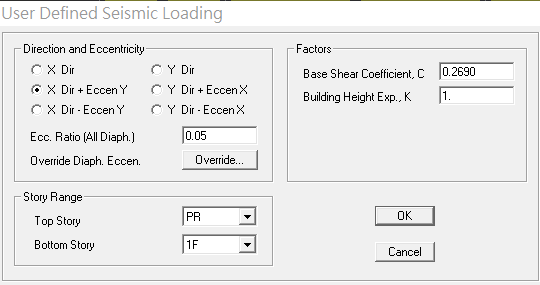 User Defined Seismic Loading
Direction and Eccentricity
X Dir
Y Dir
X Dir + Eccen Y
Y Dir + Eccen X
X Dir - Eccen Y
Y Dir - Eccen X
Ecc. Ratio (All Diaph.)
0.05
Override Diaph. Eccen.
Override...
Factors
Base Shear Coefficient, C
0.2690
Building Height Exp., K
1.
Story Range
Top Story
PR
Bottom Story
1F
OK
Cancel